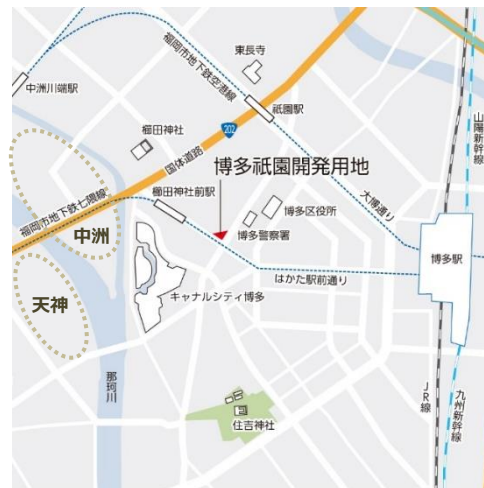 東長寺
福岡市地下鉄空港線
中洲川端駅
祇園駅
山陽新幹線
櫛田神社
202
国体道路
博多祇園開発用地
福岡市地下鉄七隈線
櫛田神社前駅
大博通り
博多区役所
中洲
博多警察署
博多駅
はかた駅前通り
天神
キャナルシティ博多
那珂川
JR線
九州新幹線
住吉神社